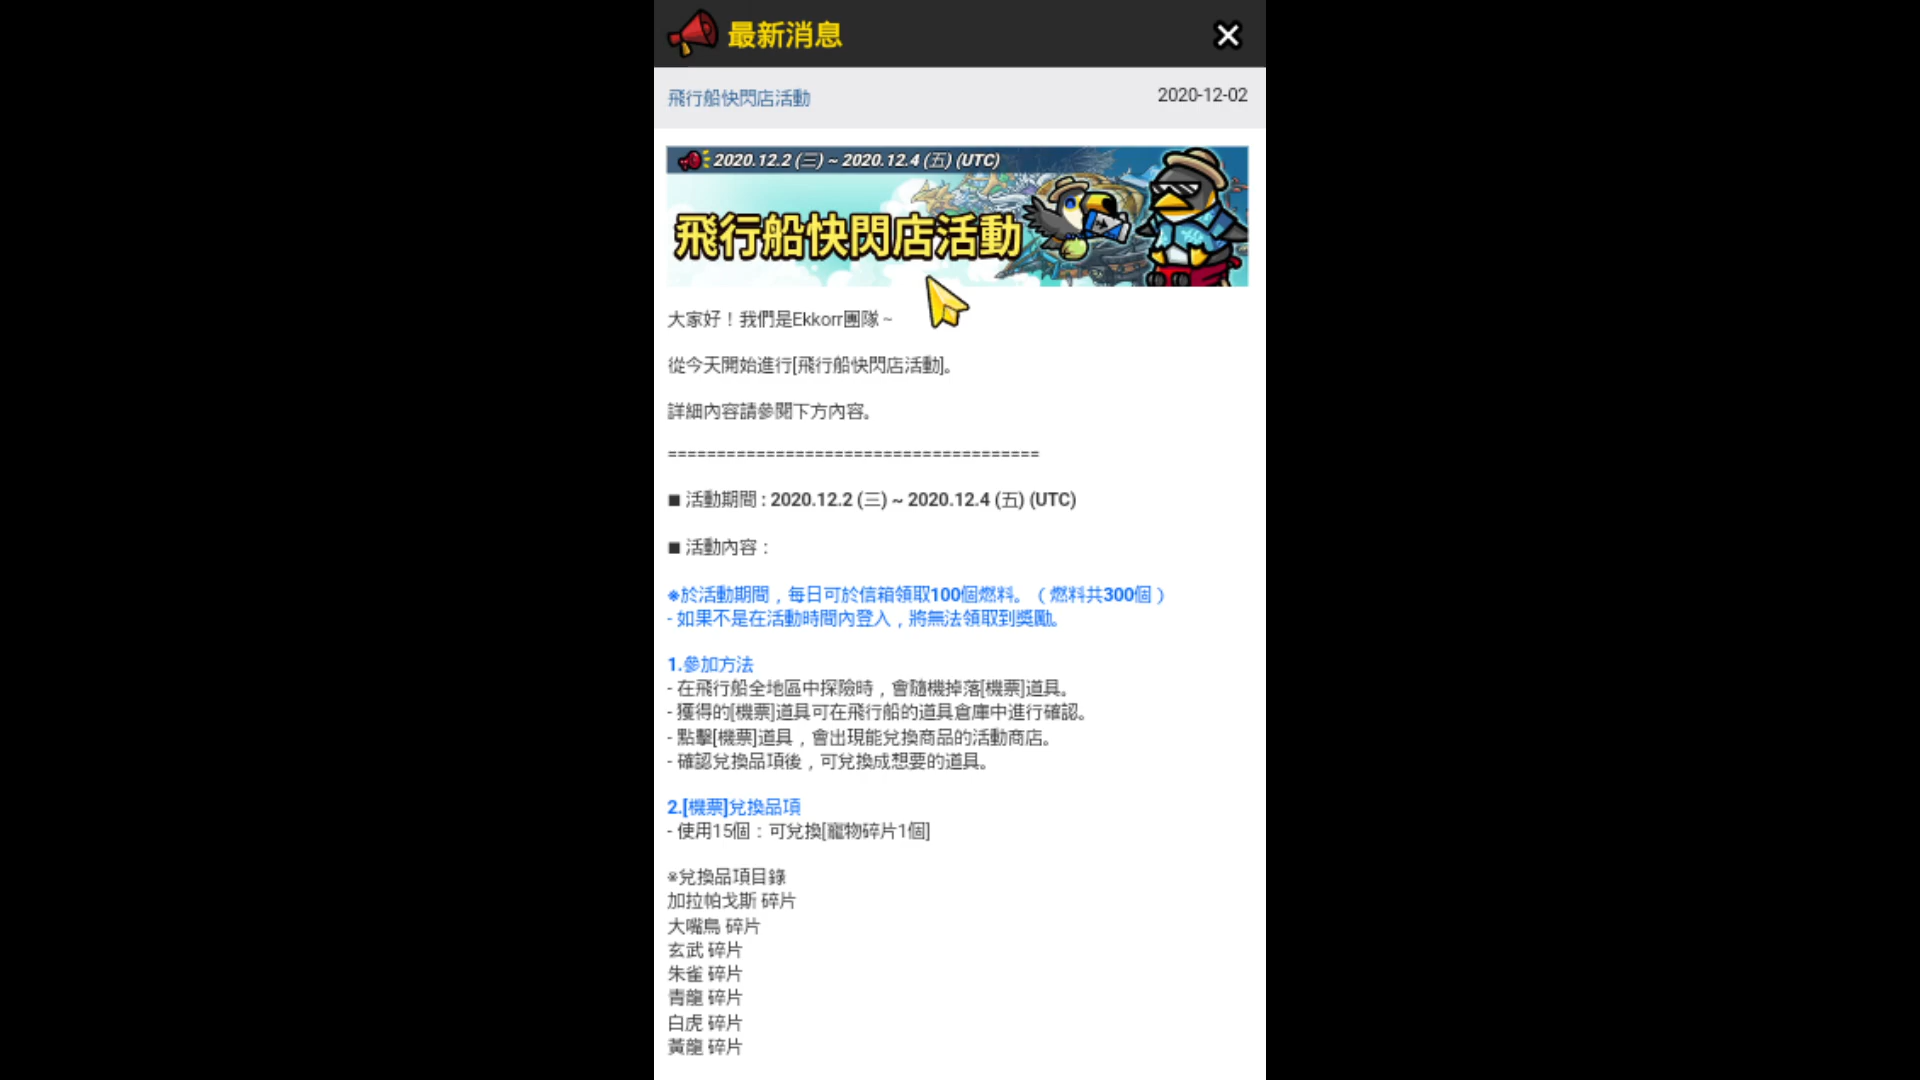 最新消息
飛行船快閃店活動
2020-12-02
2020.12.2 (三) ~ 2020.12.4 (五) (UTC)
飛行船快閃店活動
大家好！我們是Ekkorr團隊~
從今天開始進行[飛行船快閃店活動]。
詳細內容請參閱下方內容。
======================================
■ 活動期間 : 2020.12.2 (三) ~ 2020.12.4 (五) (UTC)
■ 活動內容：
※於活動期間，每日可於信箱領取100個燃料。（燃料共300個）
- 如果不是在活動時間內登入，將無法領取到獎勵。
1.參加方法
- 在飛行船全地區中探險時，會隨機掉落[機票]道具。
- 獲得的[機票]道具可在飛行船的道具倉庫中進行確認。
- 點擊[機票]道具，會出現能兌換商品的活動商店。
- 確認兌換品項後，可兌換成想要的道具。
2.[機票]兌換品項
- 使用15個：可兌換[寵物碎片1個]
※兌換品項目錄
加拉帕戈斯 碎片
大嘴鳥 碎片
玄武 碎片
朱雀 碎片
青龍 碎片
白虎 碎片
黃龍 碎片